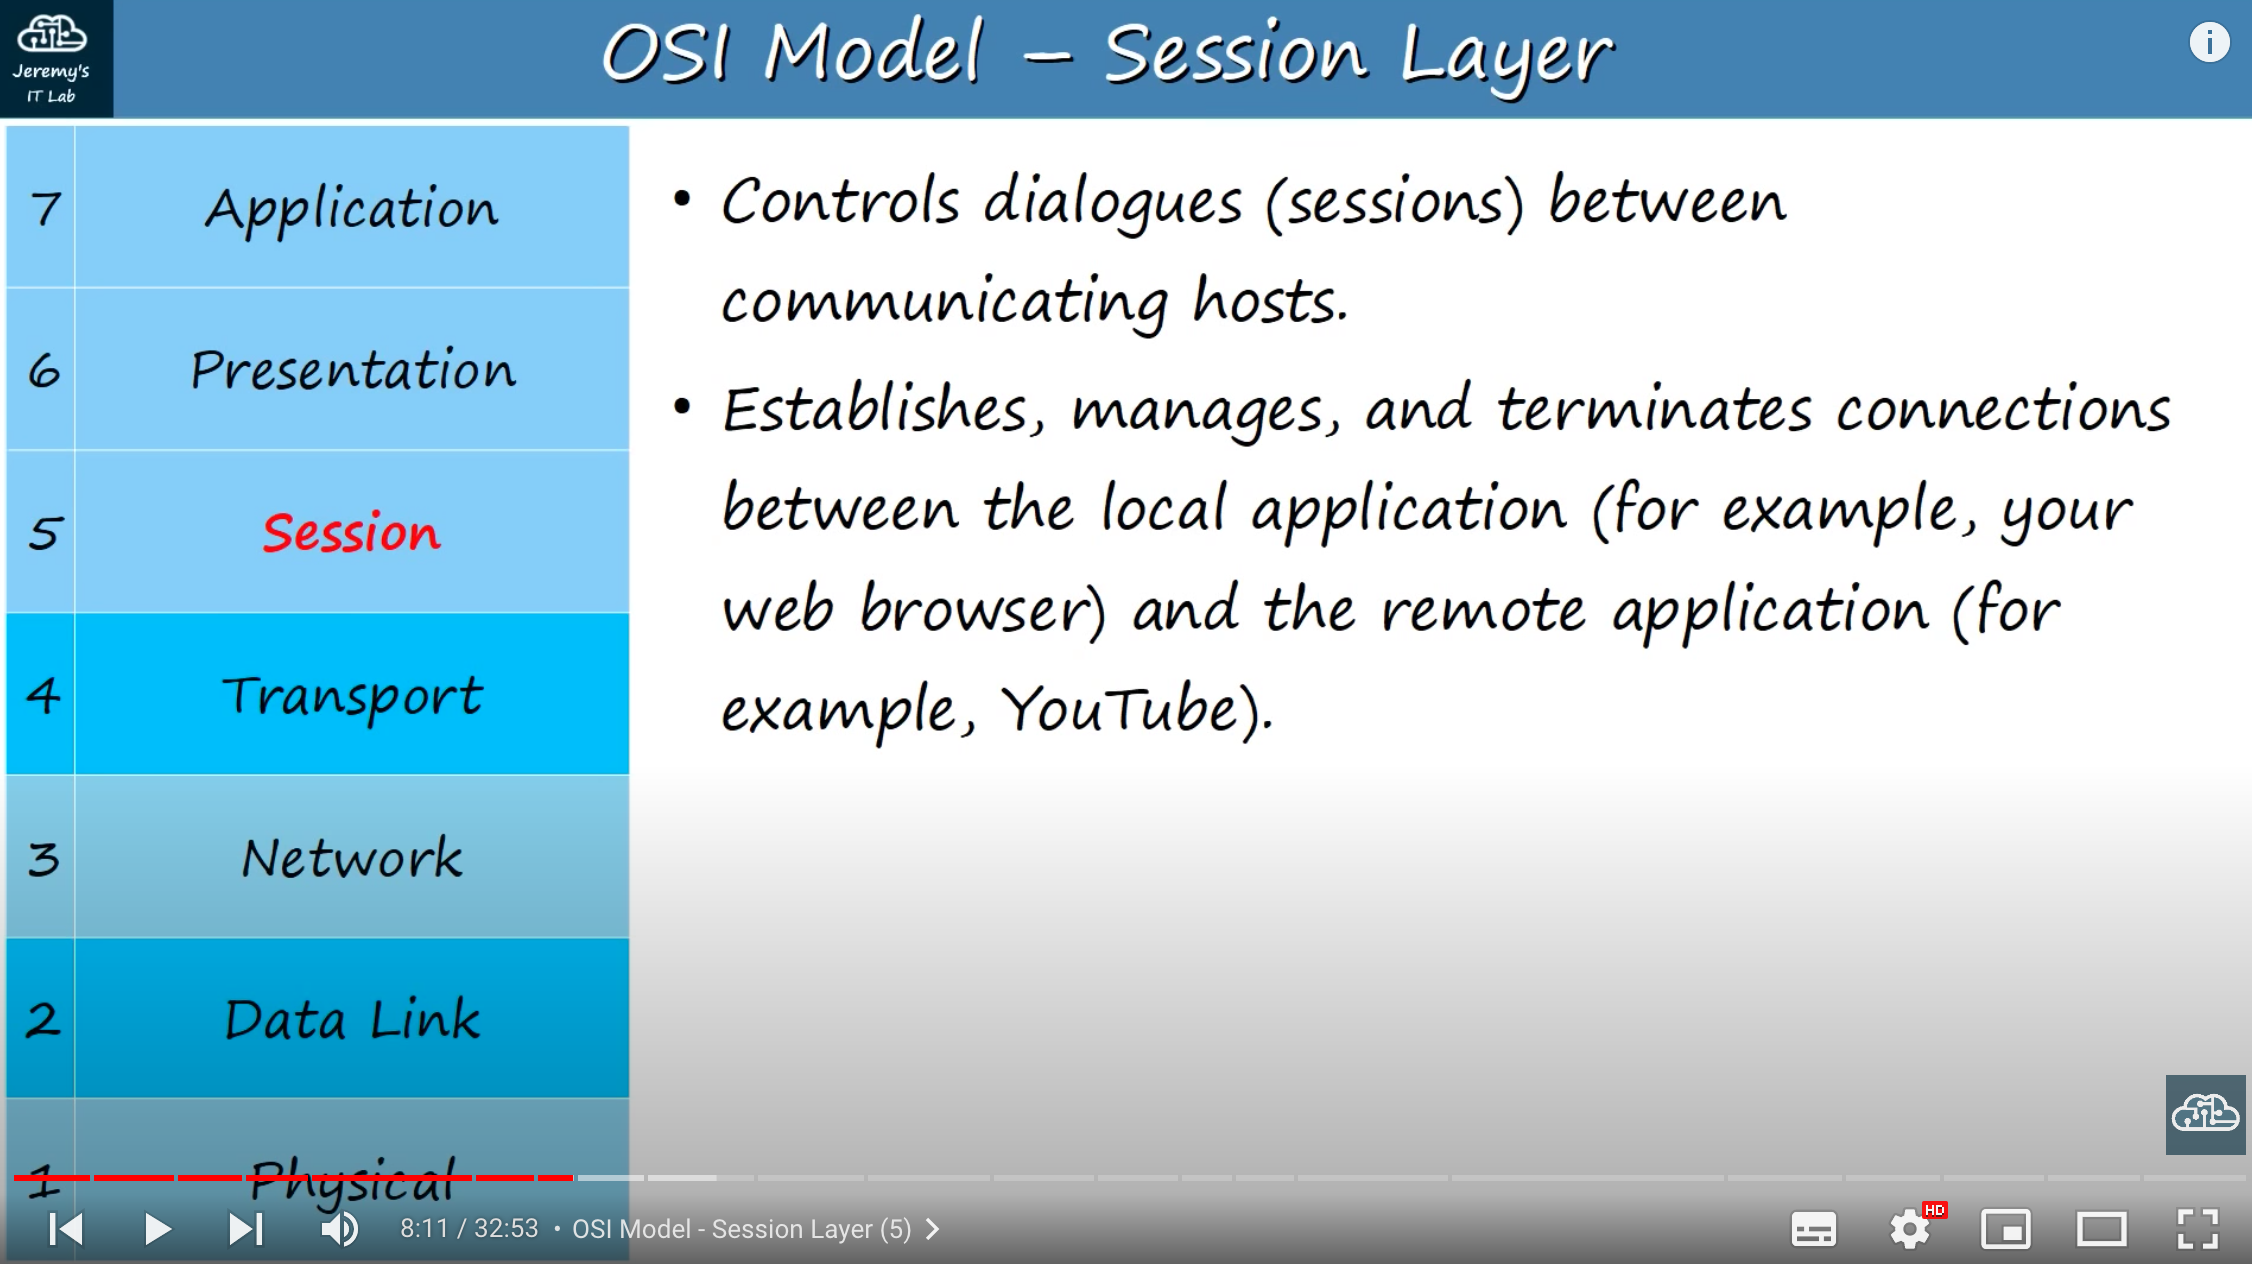 Jeremy's
IT Lab
OSI Model – Session Layer
7 Application
6 Presentation
5 Session
4 Transport
3 Network
2 Data Link
1 Physical
• Controls dialogues (sessions) between
communicating hosts.
• Establishes, manages, and terminates connections
between the local application (for example, your
web browser) and the remote application (for
example, YouTube).
8:11 / 32:53 • OSI Model - Session Layer (5)
HD